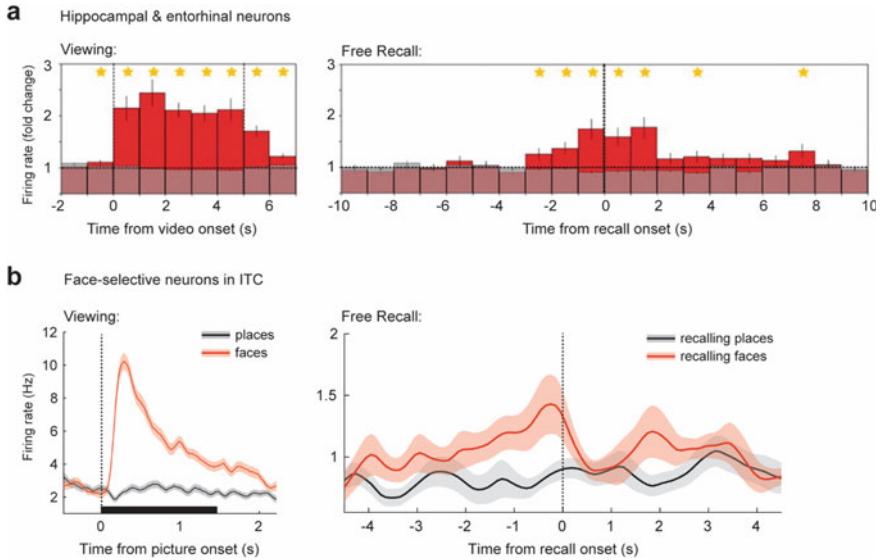 a Hippocampal & entorhinal neurons
Viewing:
Free Recall:
Firing rate (fold change)
3
2
1
-2 0 2 4 6
Time from video onset (s)
3
2
1
-10 -8 -6 -4 -2 0 2 4 6 8 10
Time from recall onset (s)
b Face-selective neurons in ITC
Viewing:
Free Recall:
Firing rate (Hz)
12
10
8
6
4
2
places
faces
0 1 2
Time from picture onset (s)
2
1.5
1
recalling places
recalling faces
-4 -3 -2 -1 0 1 2 3 4
Time from recall onset (s)